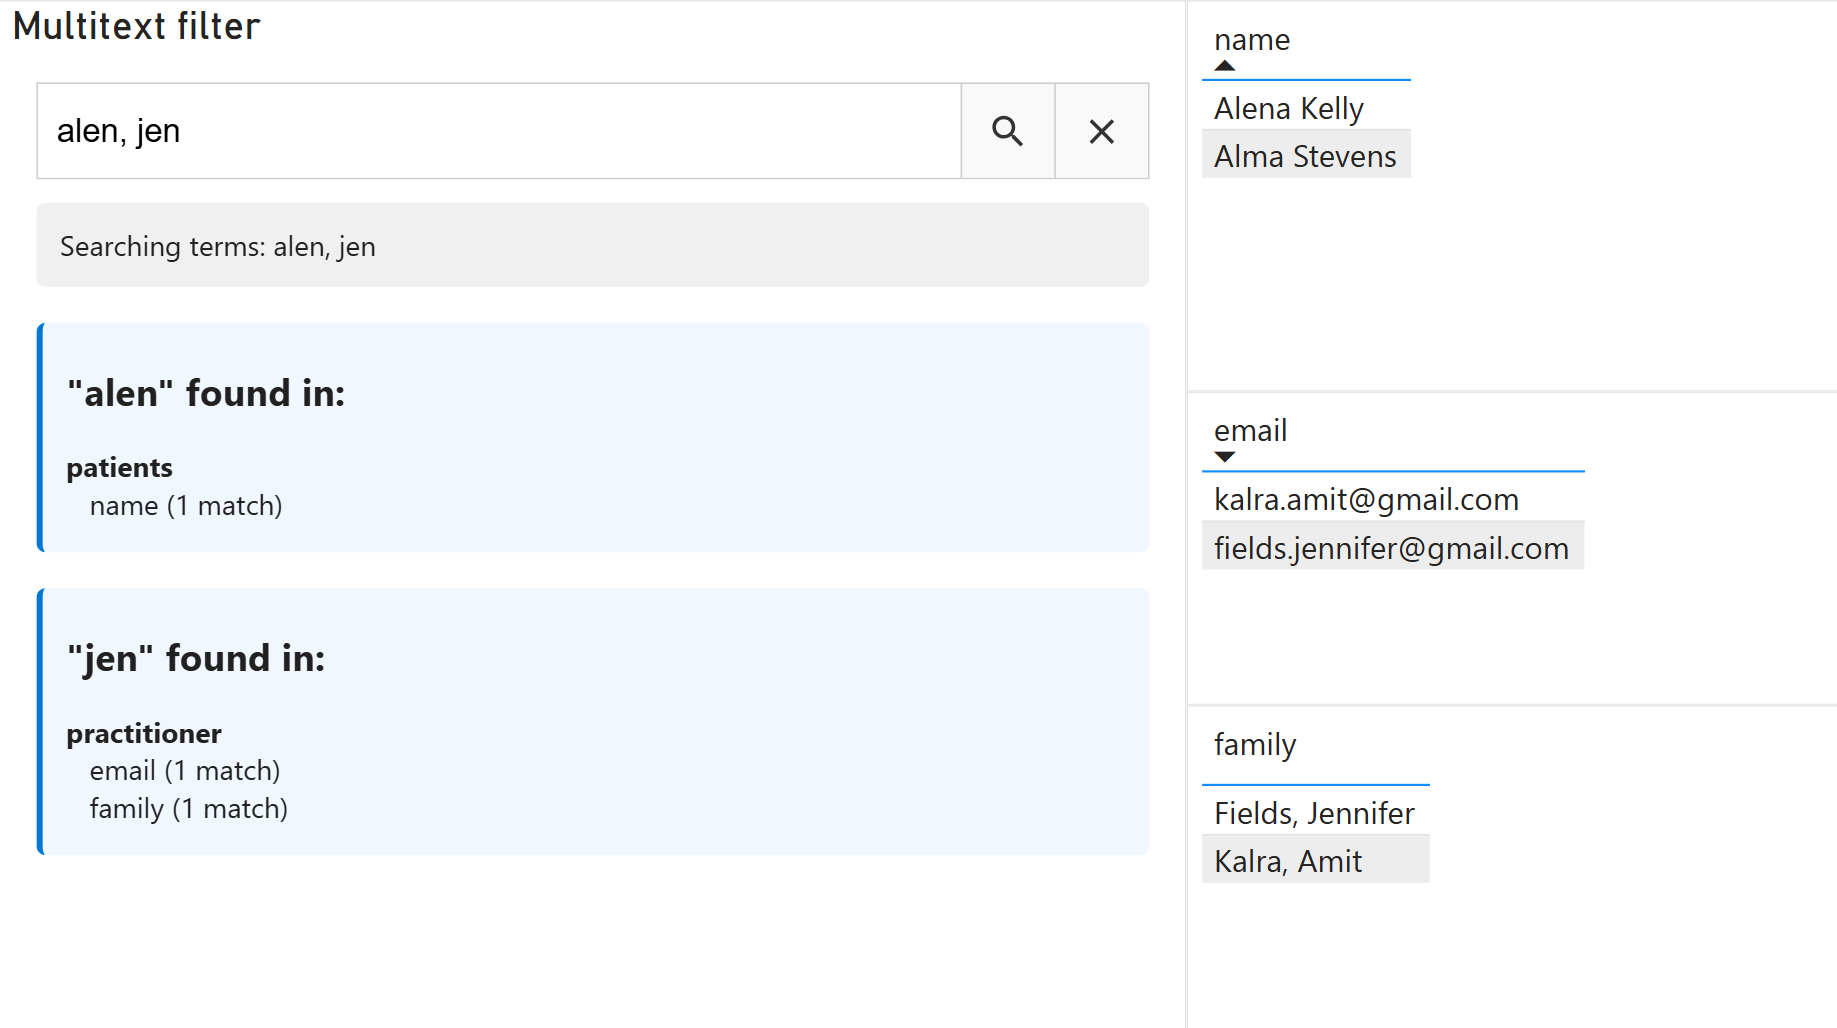 Multitext filter
alen, jen
Searching terms: alen, jen
"alen" found in:
patients
name (1 match)
"jen" found in:
practitioner
email (1 match)
family (1 match)
name
Alena Kelly
Alma Stevens
email
kalra.amit@gmail.com
fields.jennifer@gmail.com
family
Fields, Jennifer
Kalra, Amit